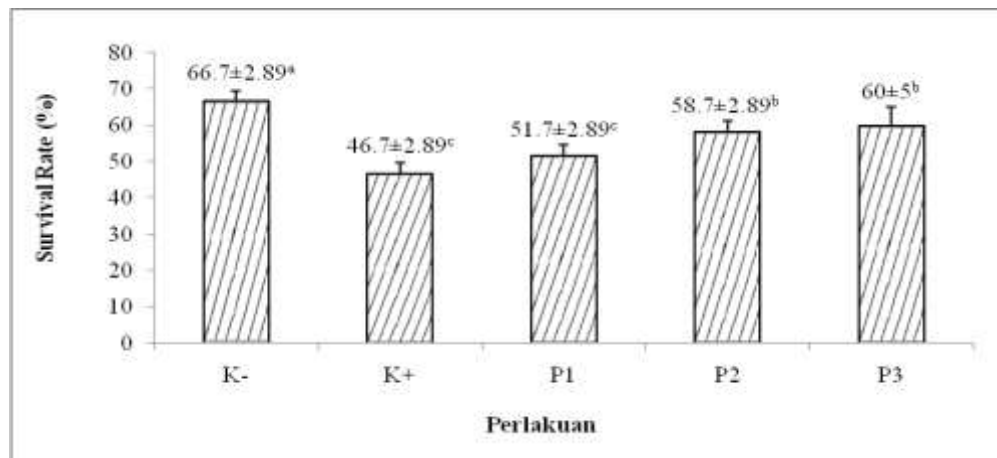 Survival Rate (%)
80
70
60
50
40
30
20
10
0
66.7±2.89ᵃ
46.7±2.89ᶜ
51.7±2.89ᶜ
58.7±2.89ᵇ
60±5ᵇ
K-
K+
P1
P2
P3
Perlakuan